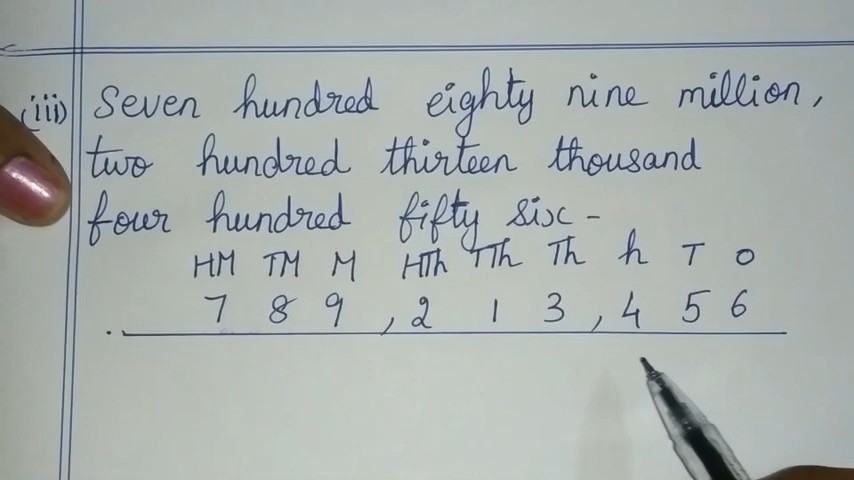 (iii) Seven hundred eighty nine million,
two hundred thirteen thousand
four hundred fifty six -
HM TM M HTh TTh Th h T O
7 8 9 , 2 1 3 , 4 5 6